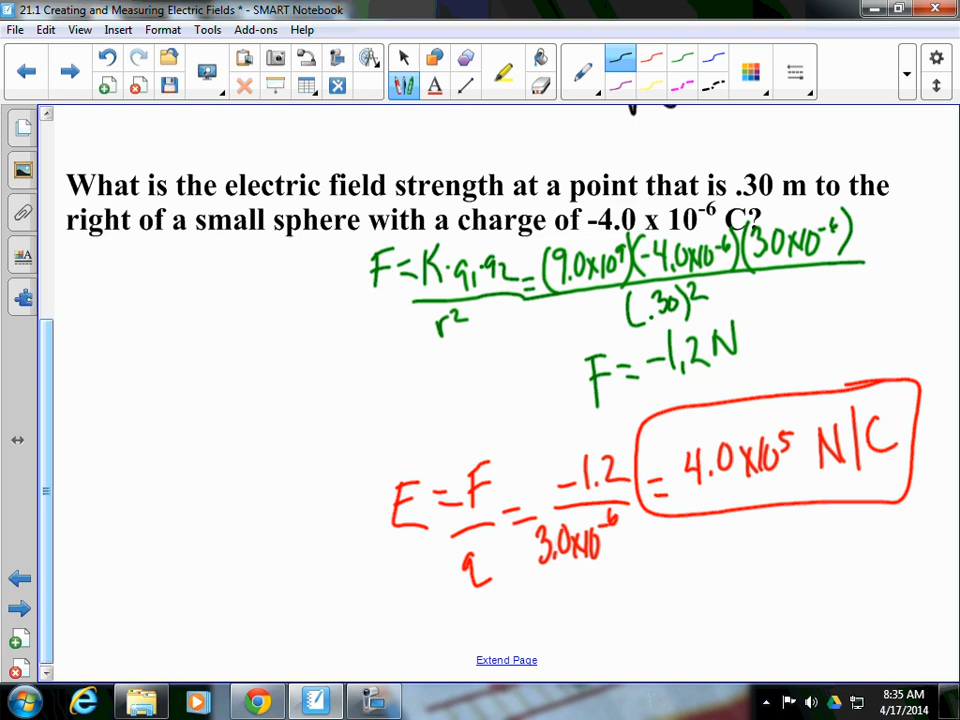 21.1 Creating and Measuring Electric Fields * - SMART Notebook
File Edit View Insert Format Tools Add-ons Help
What is the electric field strength at a point that is .30 m to the
right of a small sphere with a charge of -4.0 x 10⁻⁶ C?
F = K·q₁·q₂ / r² = (9.0x10⁹)(-4.0x10⁻⁶)(3.0x10⁻⁶) / (.30)²
F = -1.2 N
E = F / q = -1.2 / 3.0x10⁻⁶ = 4.0x10⁵ N/C
Extend Page
8:35 AM
4/17/2014